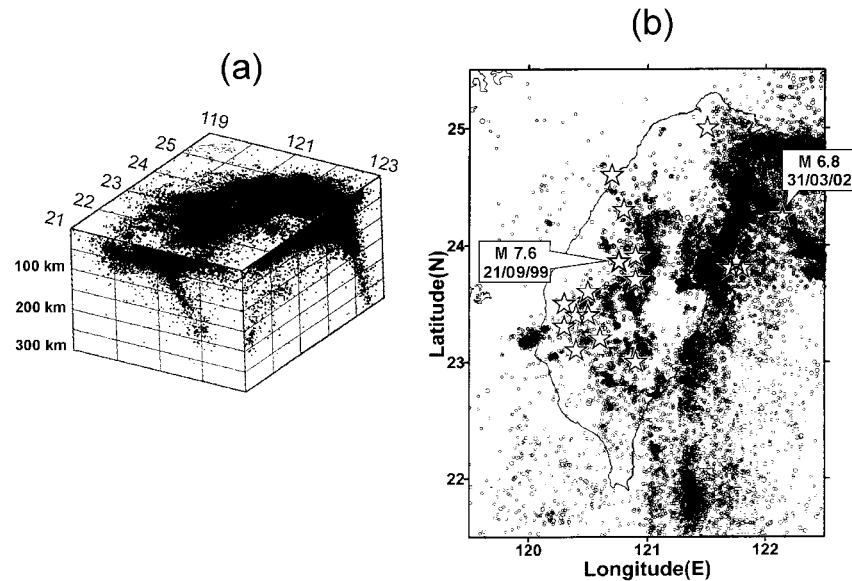 (a)
119
121
123
25
24
23
22
21
100 km
200 km
300 km
(b)
25
24
23
22
Latitude(N)
M 6.8
31/03/02
M 7.6
21/09/99
120
121
122
Longitude(E)